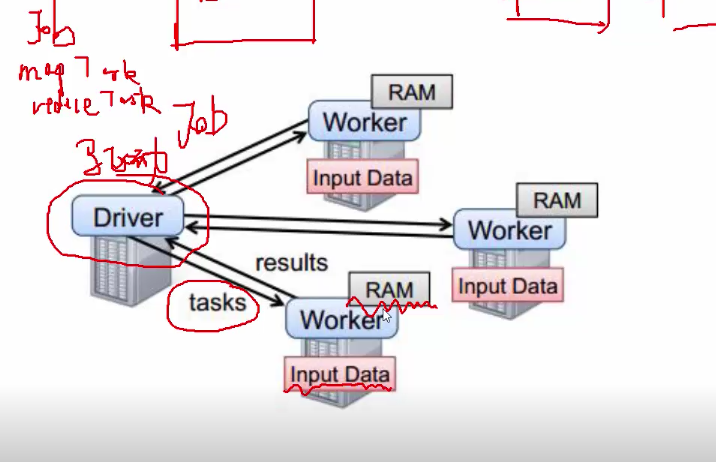 Job
map Task
reduce Task
Job
RAM
Worker
Input Data
Driver
RAM
Worker
Input Data
results
tasks
RAM
Worker
Input Data